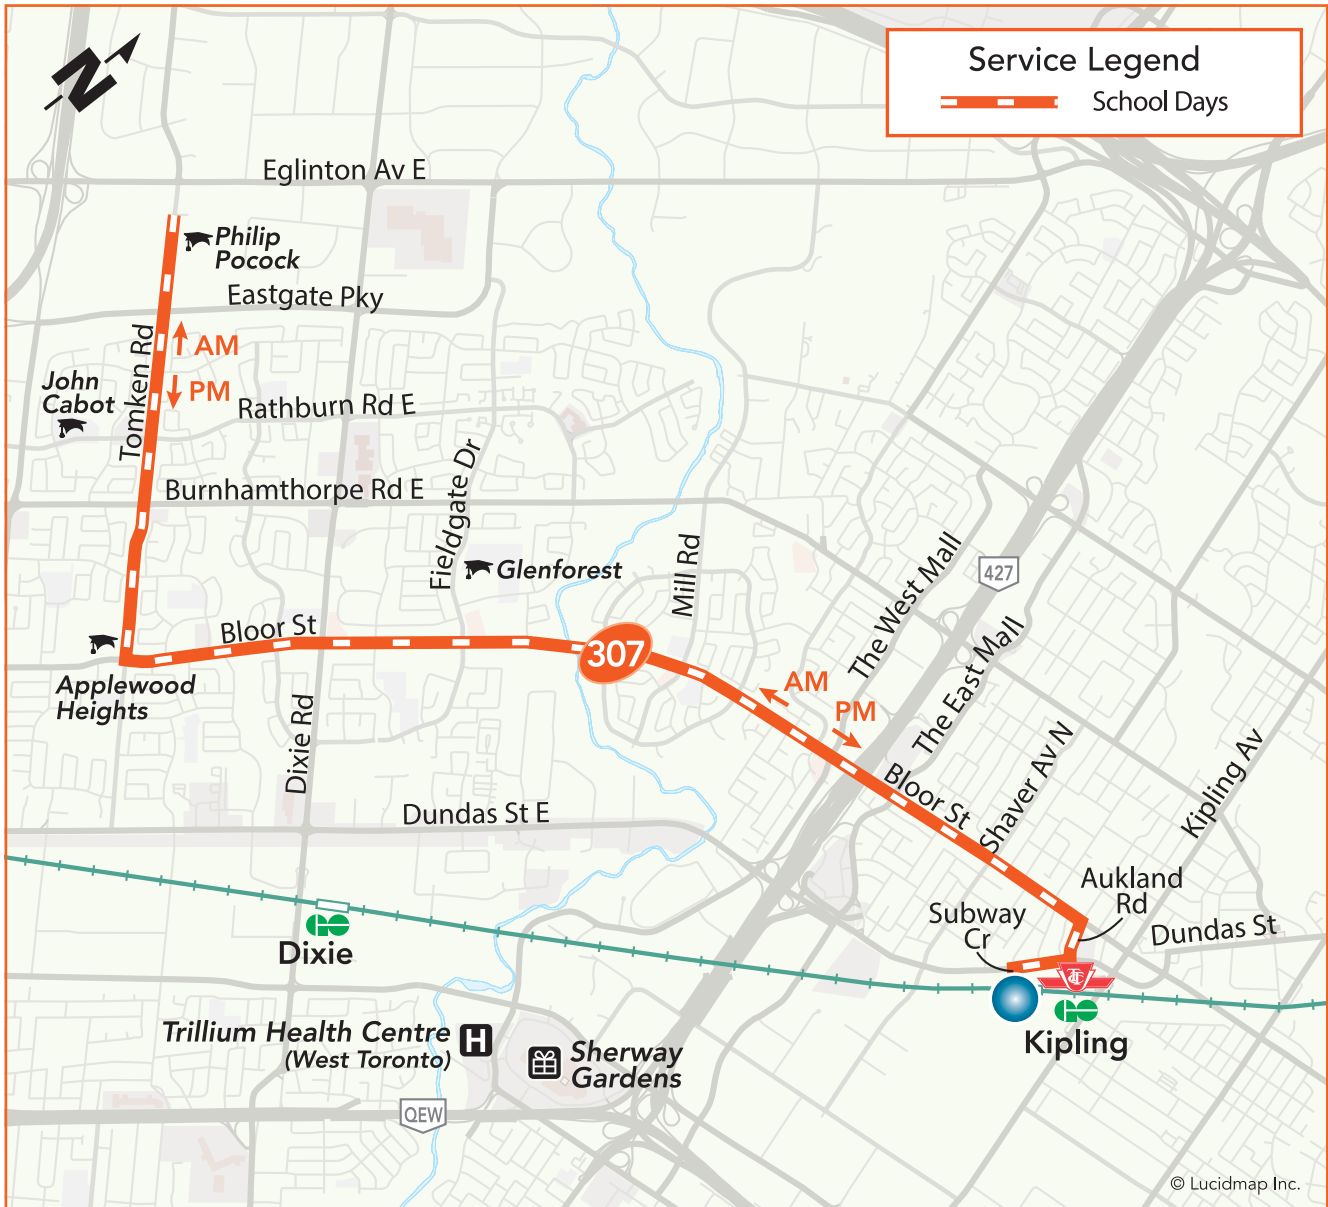 Service Legend
School Days
N
Eglinton Av E
Philip
Pocock
Eastgate Pky
Tomken Rd
AM
PM
John
Cabot
Rathburn Rd E
Fieldgate Dr
Burnhamthorpe Rd E
Glenforest
Mill Rd
The West Mall
427
The East Mall
Bloor St
307
Applewood
Heights
AM
PM
Dixie Rd
Bloor St
Shaver Av N
Kipling Av
Dundas St E
Aukland
Rd
Subway
Cr
Dundas St
GO
Dixie
TTC
GO
Kipling
Trillium Health Centre
(West Toronto)
H
Sherway
Gardens
QEW
© Lucidmap Inc.